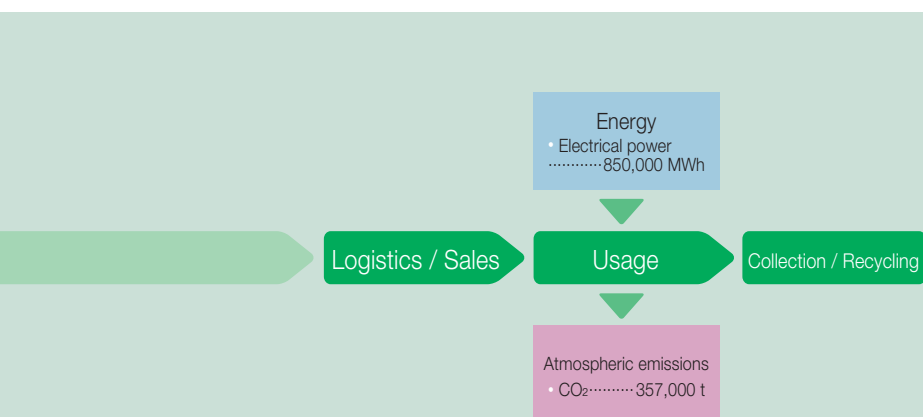 Energy
• Electrical power
············850,000 MWh
Logistics / Sales
Usage
Collection / Recycling
Atmospheric emissions
• CO₂··········357,000 t